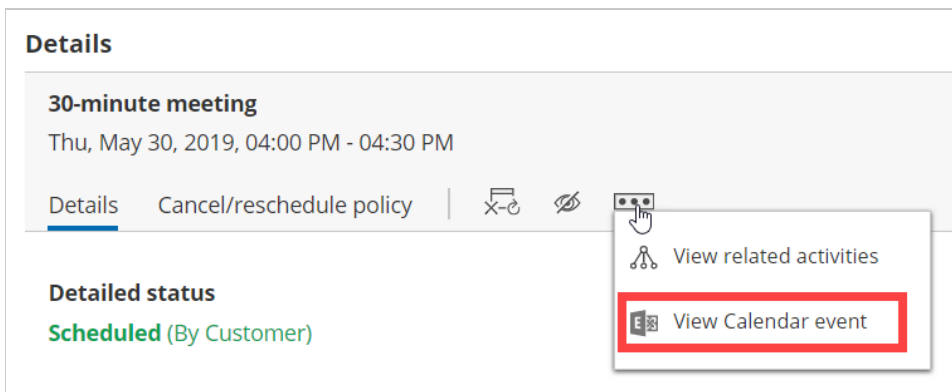 Details
30-minute meeting
Thu, May 30, 2019, 04:00 PM - 04:30 PM
Details Cancel/reschedule policy
View related activities
View Calendar event
Detailed status
Scheduled (By Customer)